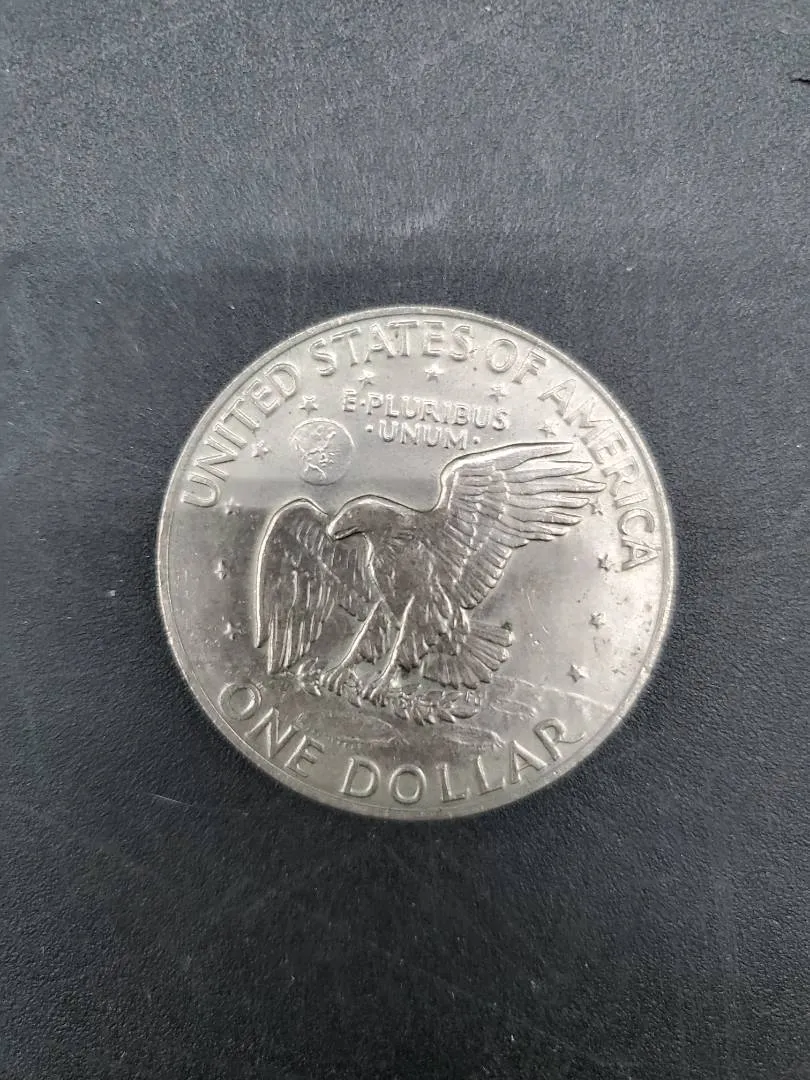 UNITED STATES OF AMERICA
E·PLURIBUS
·UNUM·
ONE DOLLAR